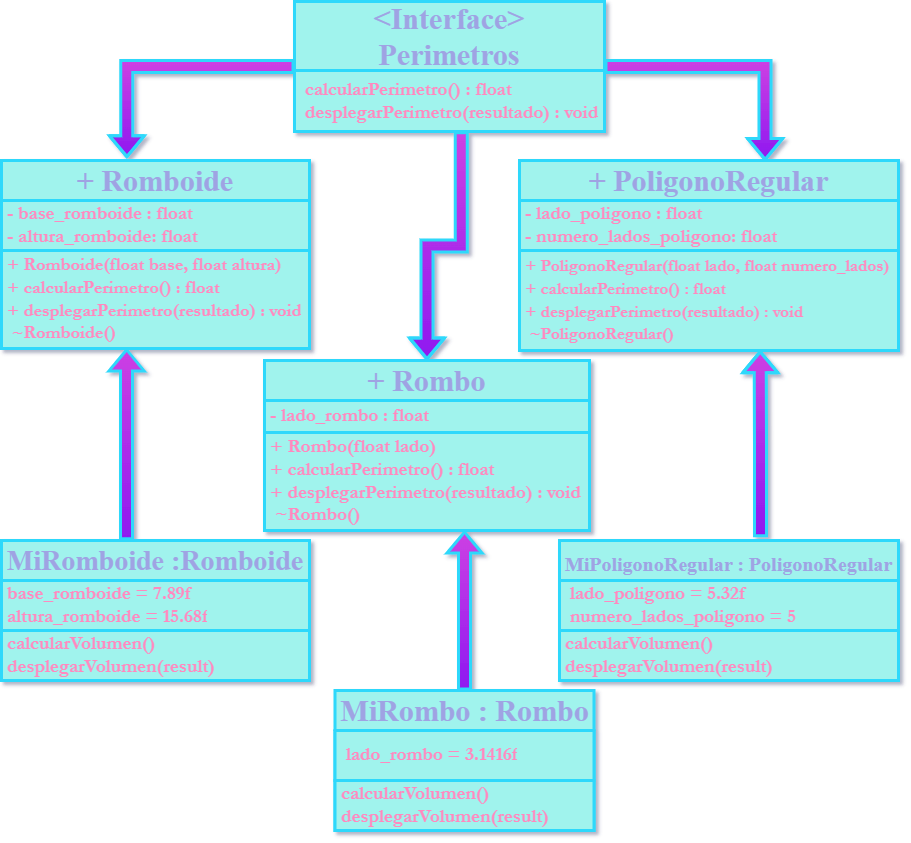 <Interface>
Perimetros
calcularPerimetro() : float
desplegarPerimetro(resultado) : void
+ Romboide
- base_romboide : float
- altura_romboide: float
+ Romboide(float base, float altura)
+ calcularPerimetro() : float
+ desplegarPerimetro(resultado) : void
~Romboide()
+ PoligonoRegular
- lado_poligono : float
- numero_lados_poligono: float
+ PoligonoRegular(float lado, float numero_lados)
+ calcularPerimetro() : float
+ desplegarPerimetro(resultado) : void
~PoligonoRegular()
+ Rombo
- lado_rombo : float
+ Rombo(float lado)
+ calcularPerimetro() : float
+ desplegarPerimetro(resultado) : void
~Rombo()
MiRomboide :Romboide
base_romboide = 7.89f
altura_romboide = 15.68f
calcularVolumen()
desplegarVolumen(result)
MiPoligonoRegular : PoligonoRegular
lado_poligono = 5.32f
numero_lados_poligono = 5
calcularVolumen()
desplegarVolumen(result)
MiRombo : Rombo
lado_rombo = 3.1416f
calcularVolumen()
desplegarVolumen(result)